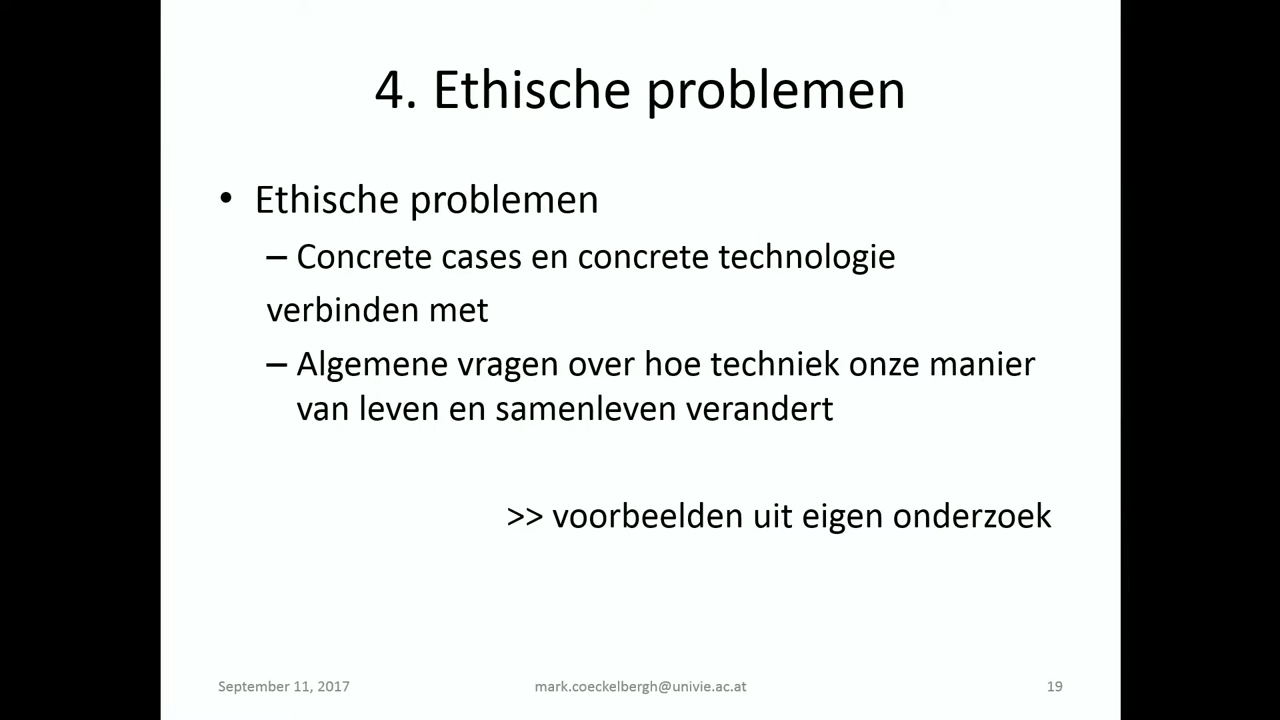 4. Ethische problemen
• Ethische problemen
– Concrete cases en concrete technologie
verbinden met
– Algemene vragen over hoe techniek onze manier
van leven en samenleven verandert
>> voorbeelden uit eigen onderzoek
September 11, 2017
mark.coeckelbergh@univie.ac.at
19